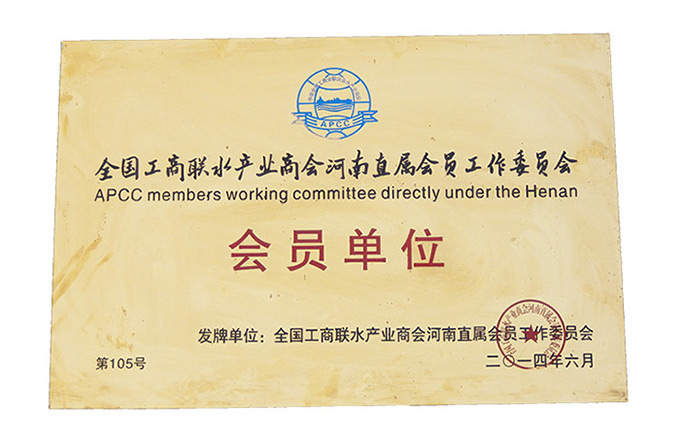 APCC
全国工商联水产业商会河南直属会员工作委员会
APCC members working committee directly under the Henan
会员单位
发牌单位：全国工商联水产业商会河南直属会员工作委员会
第105号
二〇一四年六月